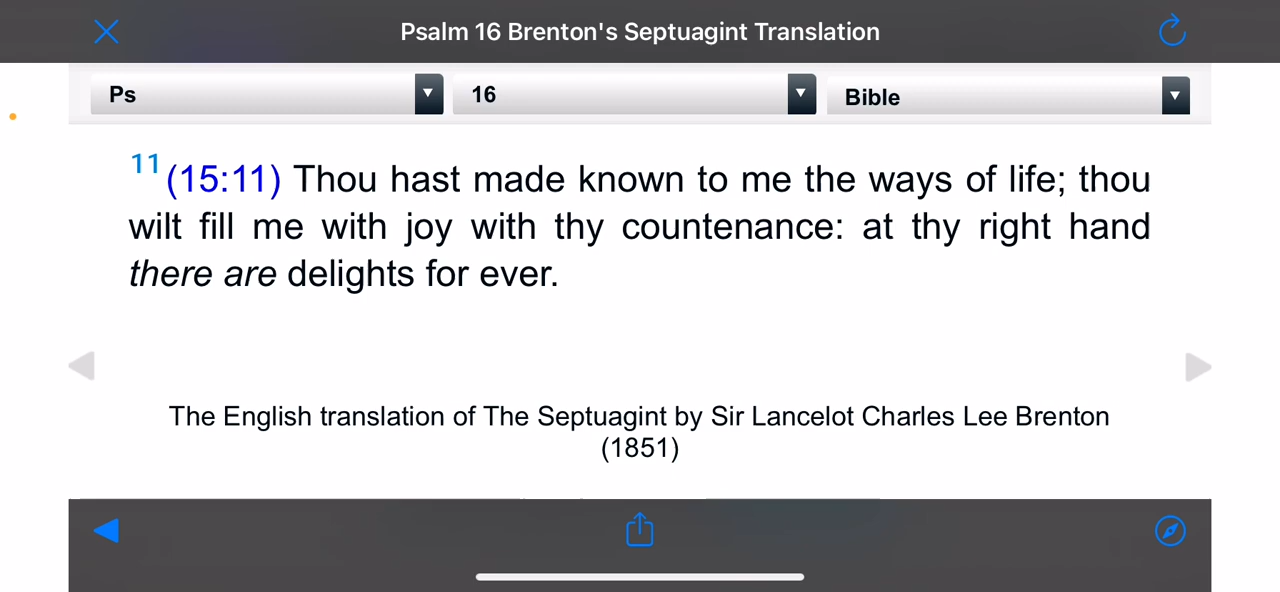 Psalm 16 Brenton's Septuagint Translation
Ps 16 Bible
11 (15:11) Thou hast made known to me the ways of life; thou
wilt fill me with joy with thy countenance: at thy right hand
there are delights for ever.
The English translation of The Septuagint by Sir Lancelot Charles Lee Brenton
(1851)